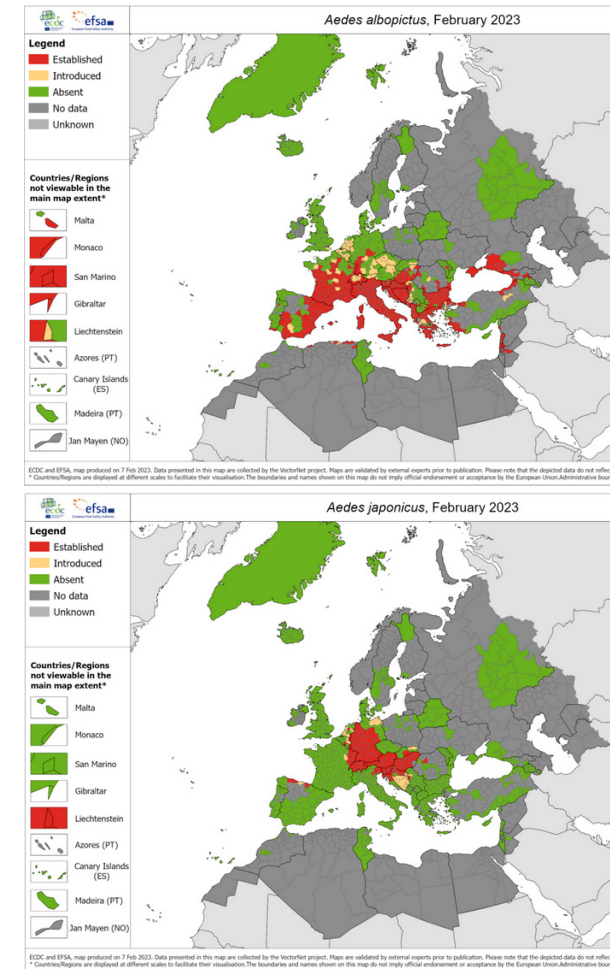 ecdc
efsa
European Food Safety Authority
Aedes albopictus, February 2023
Legend
Established
Introduced
Absent
No data
Unknown
Countries/Regions
not viewable in the
main map extent*
Malta
Monaco
San Marino
Gibraltar
Liechtenstein
Azores (PT)
Canary Islands
(ES)
Madeira (PT)
Jan Mayen (NO)
ECDC and EFSA, map produced on 7 Feb 2023. Data presented in this map are collected by the VectorNet project. Maps are validated by external experts prior to publication. Please note that the depicted data do not reflec
* Countries/Regions are displayed at different scales to facilitate their visualisation.The boundaries and names shown on this map do not imply official endorsement or acceptance by the European Union.Administrative bour
ecdc
efsa
European Food Safety Authority
Aedes japonicus, February 2023
Legend
Established
Introduced
Absent
No data
Unknown
Countries/Regions
not viewable in the
main map extent*
Malta
Monaco
San Marino
Gibraltar
Liechtenstein
Azores (PT)
Canary Islands
(ES)
Madeira (PT)
Jan Mayen (NO)
ECDC and EFSA, map produced on 7 Feb 2023. Data presented in this map are collected by the VectorNet project. Maps are validated by external experts prior to publication. Please note that the depicted data do not reflec
* Countries/Regions are displayed at different scales to facilitate their visualisation.The boundaries and names shown on this map do not imply official endorsement or acceptance by the European Union.Administrative bour